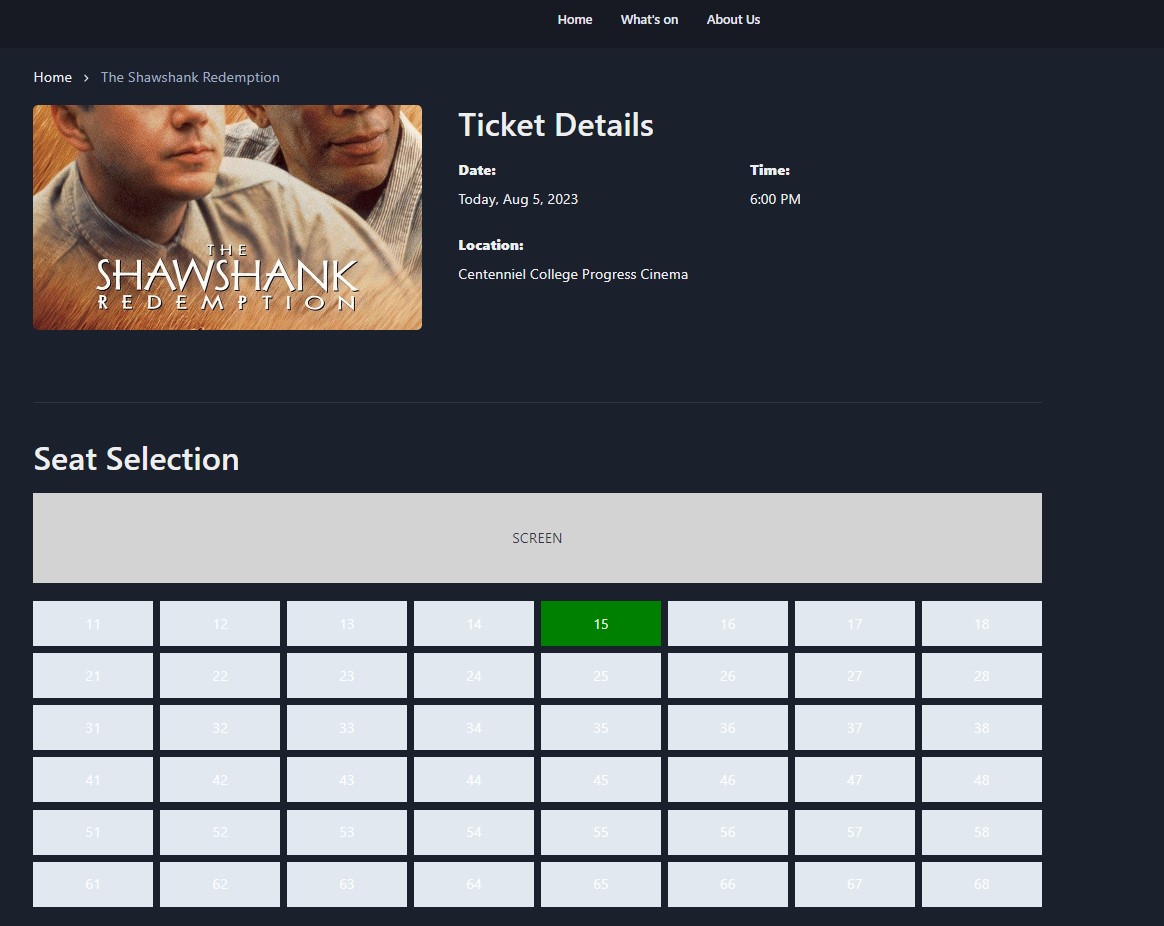 Home What's on About Us
Home › The Shawshank Redemption
THE
SHAWSHANK
REDEMPTION
Ticket Details
Date: Time:
Today, Aug 5, 2023 6:00 PM
Location:
Centenniel College Progress Cinema
Seat Selection
SCREEN
11 12 13 14 15 16 17 18
21 22 23 24 25 26 27 28
31 32 33 34 35 36 37 38
41 42 43 44 45 46 47 48
51 52 53 54 55 56 57 58
61 62 63 64 65 66 67 68